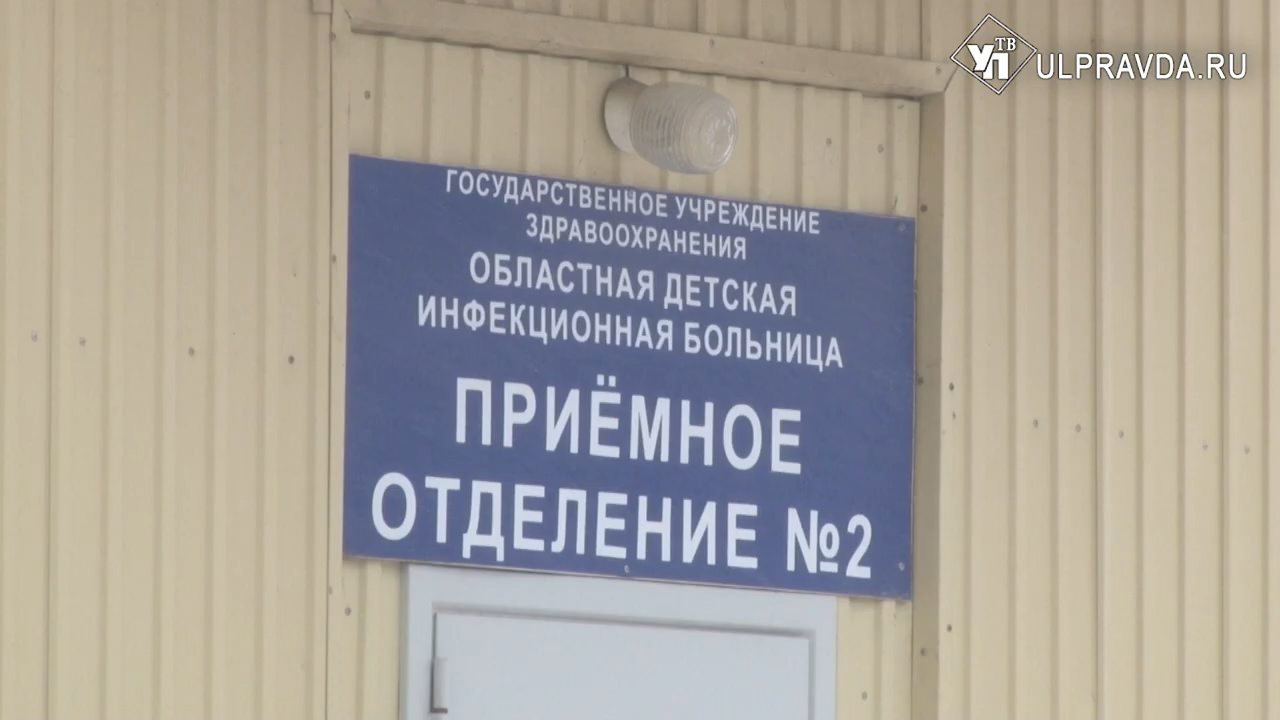 УП ТВ ULPRAVDA.RU
ГОСУДАРСТВЕННОЕ УЧРЕЖДЕНИЕ
ЗДРАВООХРАНЕНИЯ
ОБЛАСТНАЯ ДЕТСКАЯ
ИНФЕКЦИОННАЯ БОЛЬНИЦА
ПРИЁМНОЕ
ОТДЕЛЕНИЕ №2